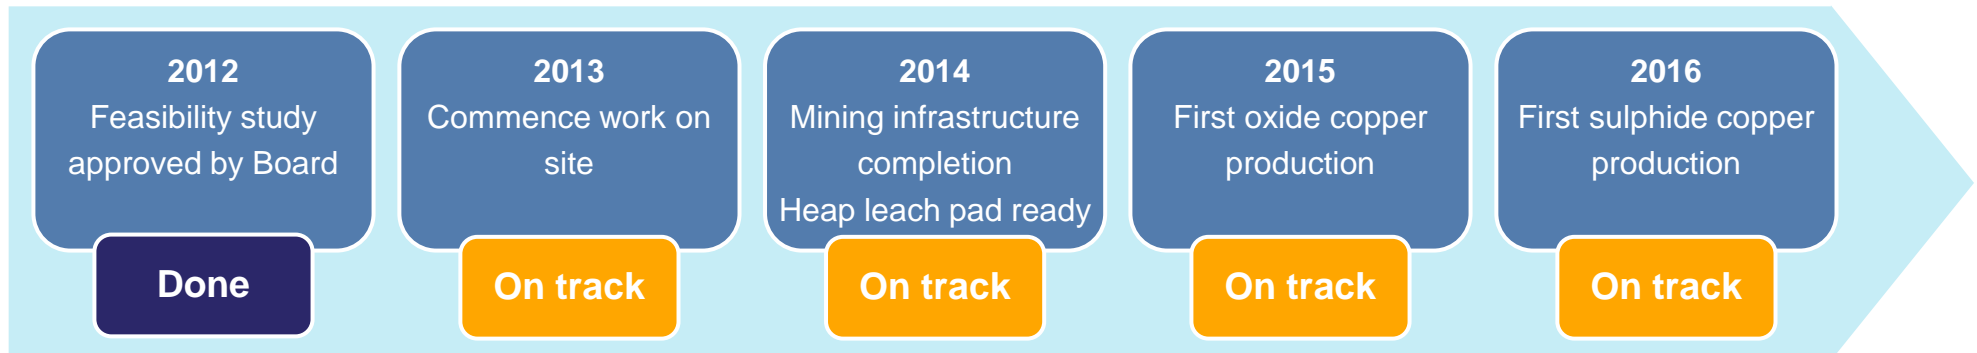 2012
Feasibility study
approved by Board
Done
2013
Commence work on
site
On track
2014
Mining infrastructure
completion
Heap leach pad ready
On track
2015
First oxide copper
production
On track
2016
First sulphide copper
production
On track